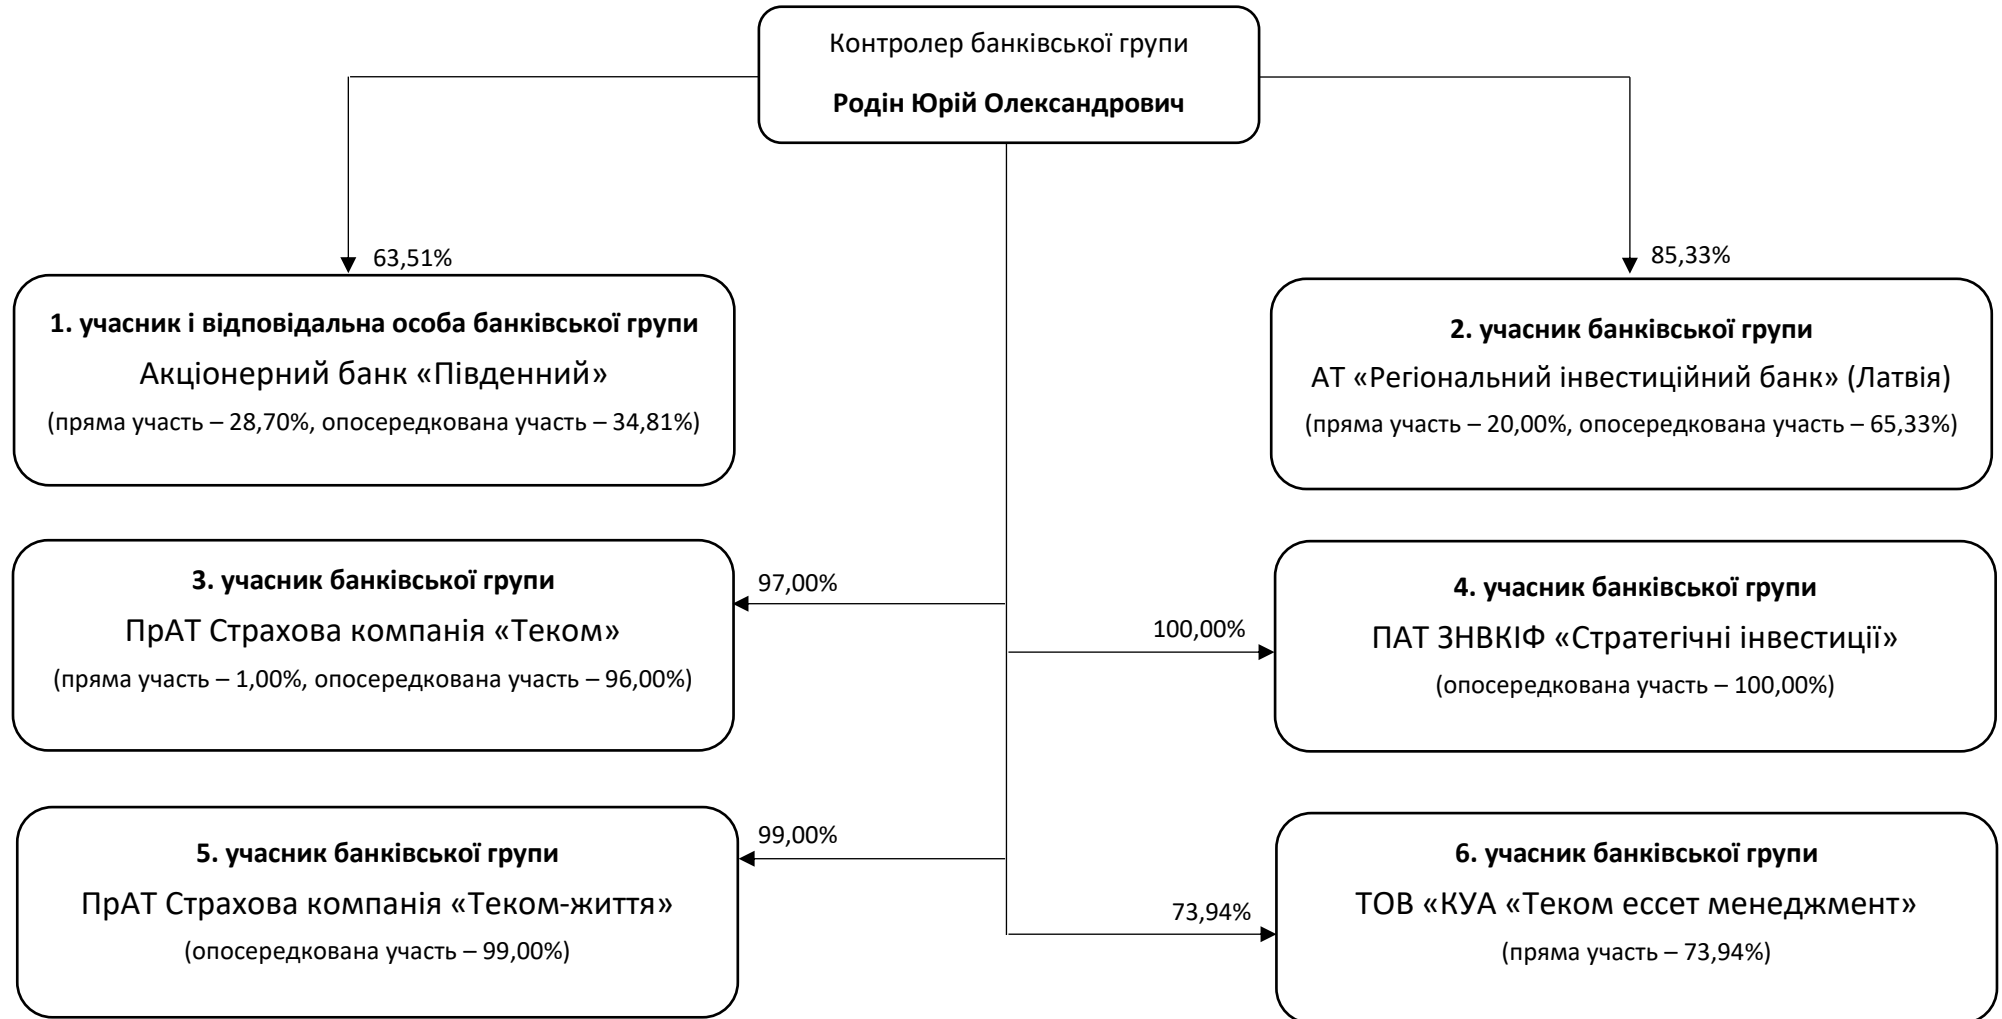 Контролер банківської групи
Родін Юрій Олександрович
63,51%
85,33%
1. учасник і відповідальна особа банківської групи
Акціонерний банк «Південний»
(пряма участь – 28,70%, опосередкована участь – 34,81%)
2. учасник банківської групи
АТ «Регіональний інвестиційний банк» (Латвія)
(пряма участь – 20,00%, опосередкована участь – 65,33%)
97,00%
3. учасник банківської групи
ПрАТ Страхова компанія «Теком»
(пряма участь – 1,00%, опосередкована участь – 96,00%)
100,00%
4. учасник банківської групи
ПАТ ЗНВКІФ «Стратегічні інвестиції»
(опосередкована участь – 100,00%)
99,00%
5. учасник банківської групи
ПрАТ Страхова компанія «Теком-життя»
(опосередкована участь – 99,00%)
73,94%
6. учасник банківської групи
ТОВ «КУА «Теком ессет менеджмент»
(пряма участь – 73,94%)